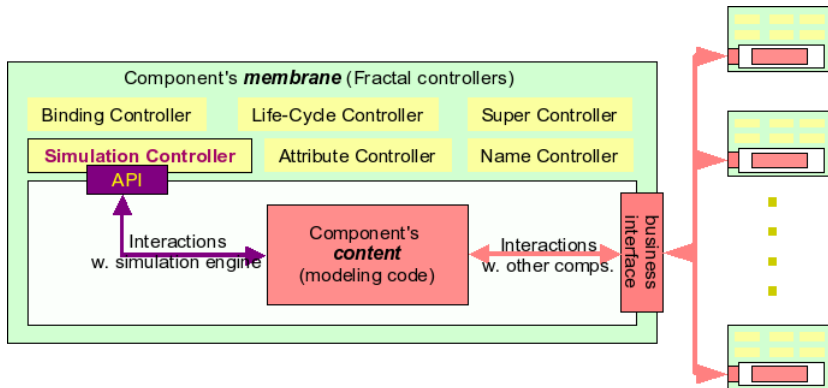 Component's membrane (Fractal controllers)
Binding Controller
Life-Cycle Controller
Super Controller
Simulation Controller
Attribute Controller
Name Controller
API
Interactions
w. simulation engine
Component's
content
(modeling code)
Interactions
w. other comps.
business
interface